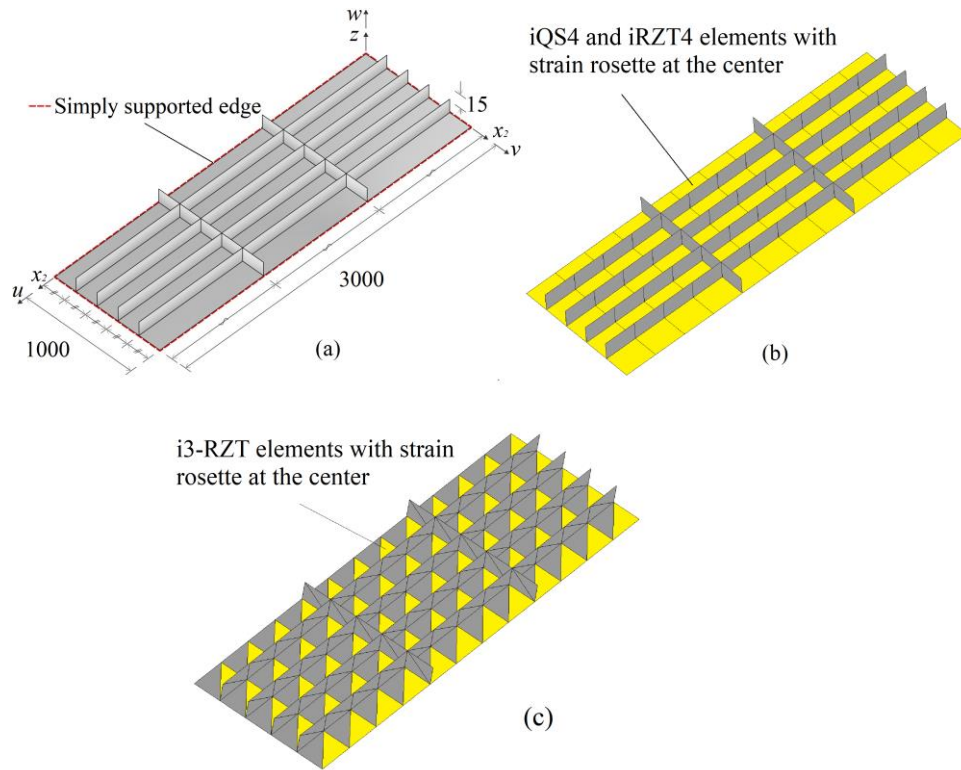 w
z
Simply supported edge
15
x₂
v
3000
x₂
u
1000
(a)
iQS4 and iRZT4 elements with
strain rosette at the center
(b)
i3-RZT elements with strain
rosette at the center
(c)